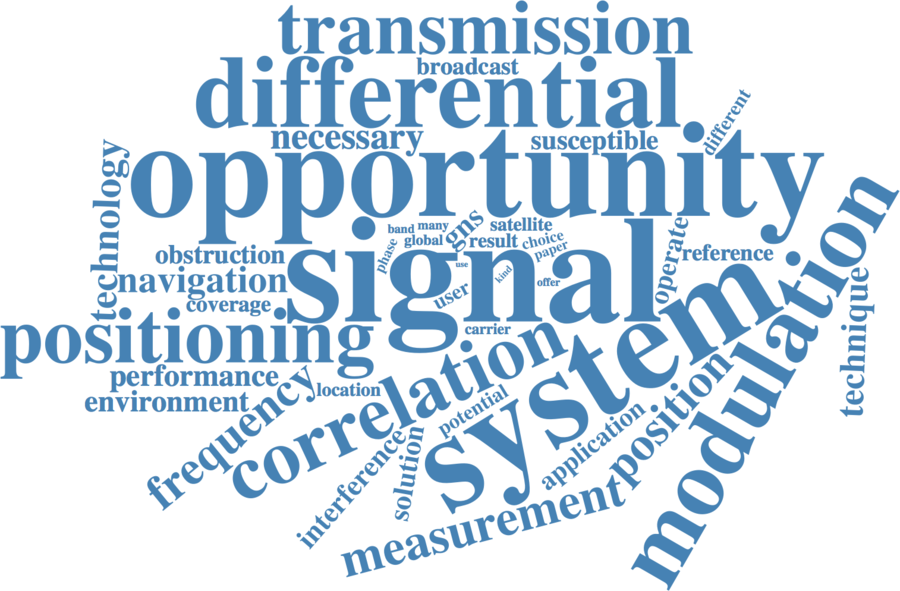 transmission
broadcast
differential
different
necessary
susceptible
opportunity
technology
modulation
signal
band
many
gns
satellite
phase
global
result
choice
paper
use
kind
offer
user
operate
reference
obstruction
navigation
coverage
carrier
positioning
system
technique
performance
location
environment
frequency
correlation
potential
position
application
interference
solution
measurement